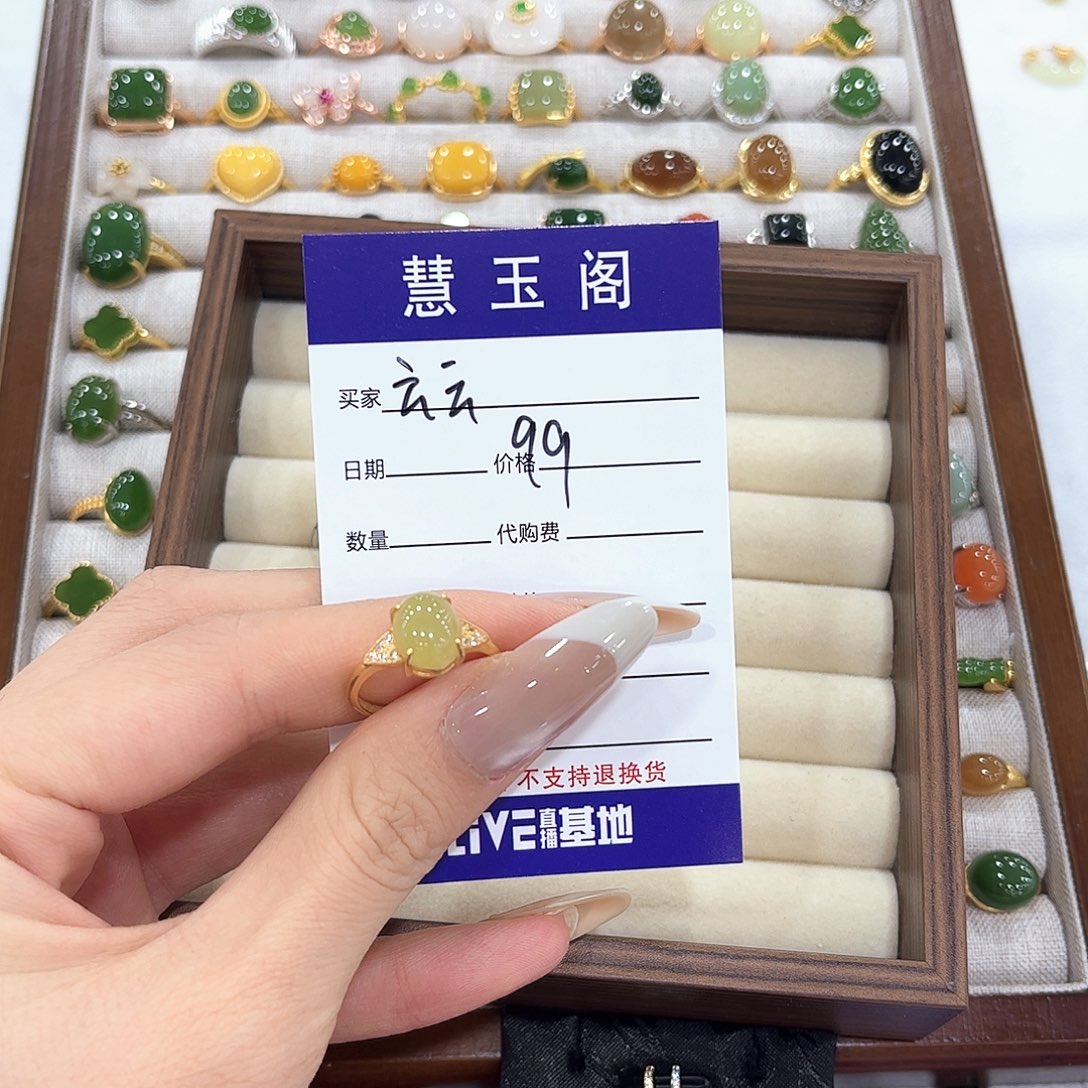 慧玉阁
买家 云云
日期 价格 99
数量 代购费
不支持退换货
LIVE直播基地